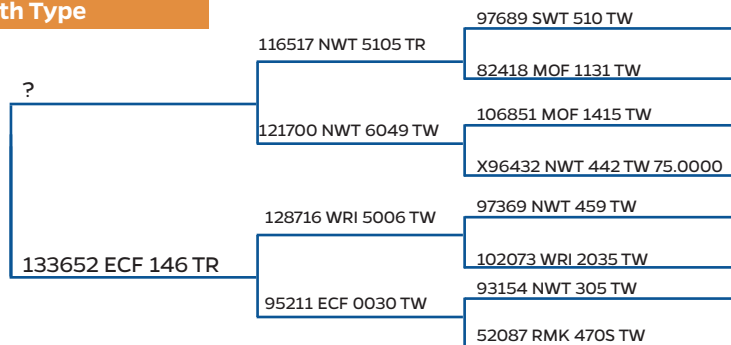 th Type
97689 SWT 510 TW
116517 NWT 5105 TR
82418 MOF 1131 TW
?
106851 MOF 1415 TW
121700 NWT 6049 TW
X96432 NWT 442 TW 75.0000
97369 NWT 459 TW
128716 WRI 5006 TW
102073 WRI 2035 TW
133652 ECF 146 TR
93154 NWT 305 TW
95211 ECF 0030 TW
52087 RMK 470S TW